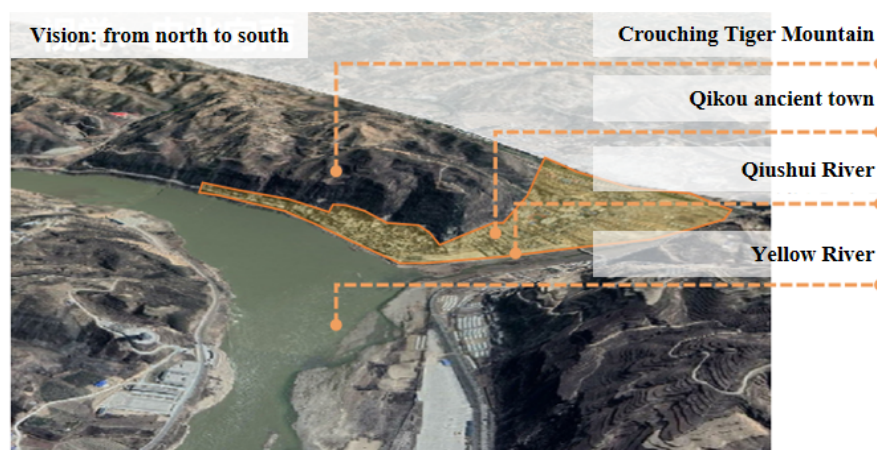 Vision: from north to south
Crouching Tiger Mountain
Qikou ancient town
Qiushui River
Yellow River